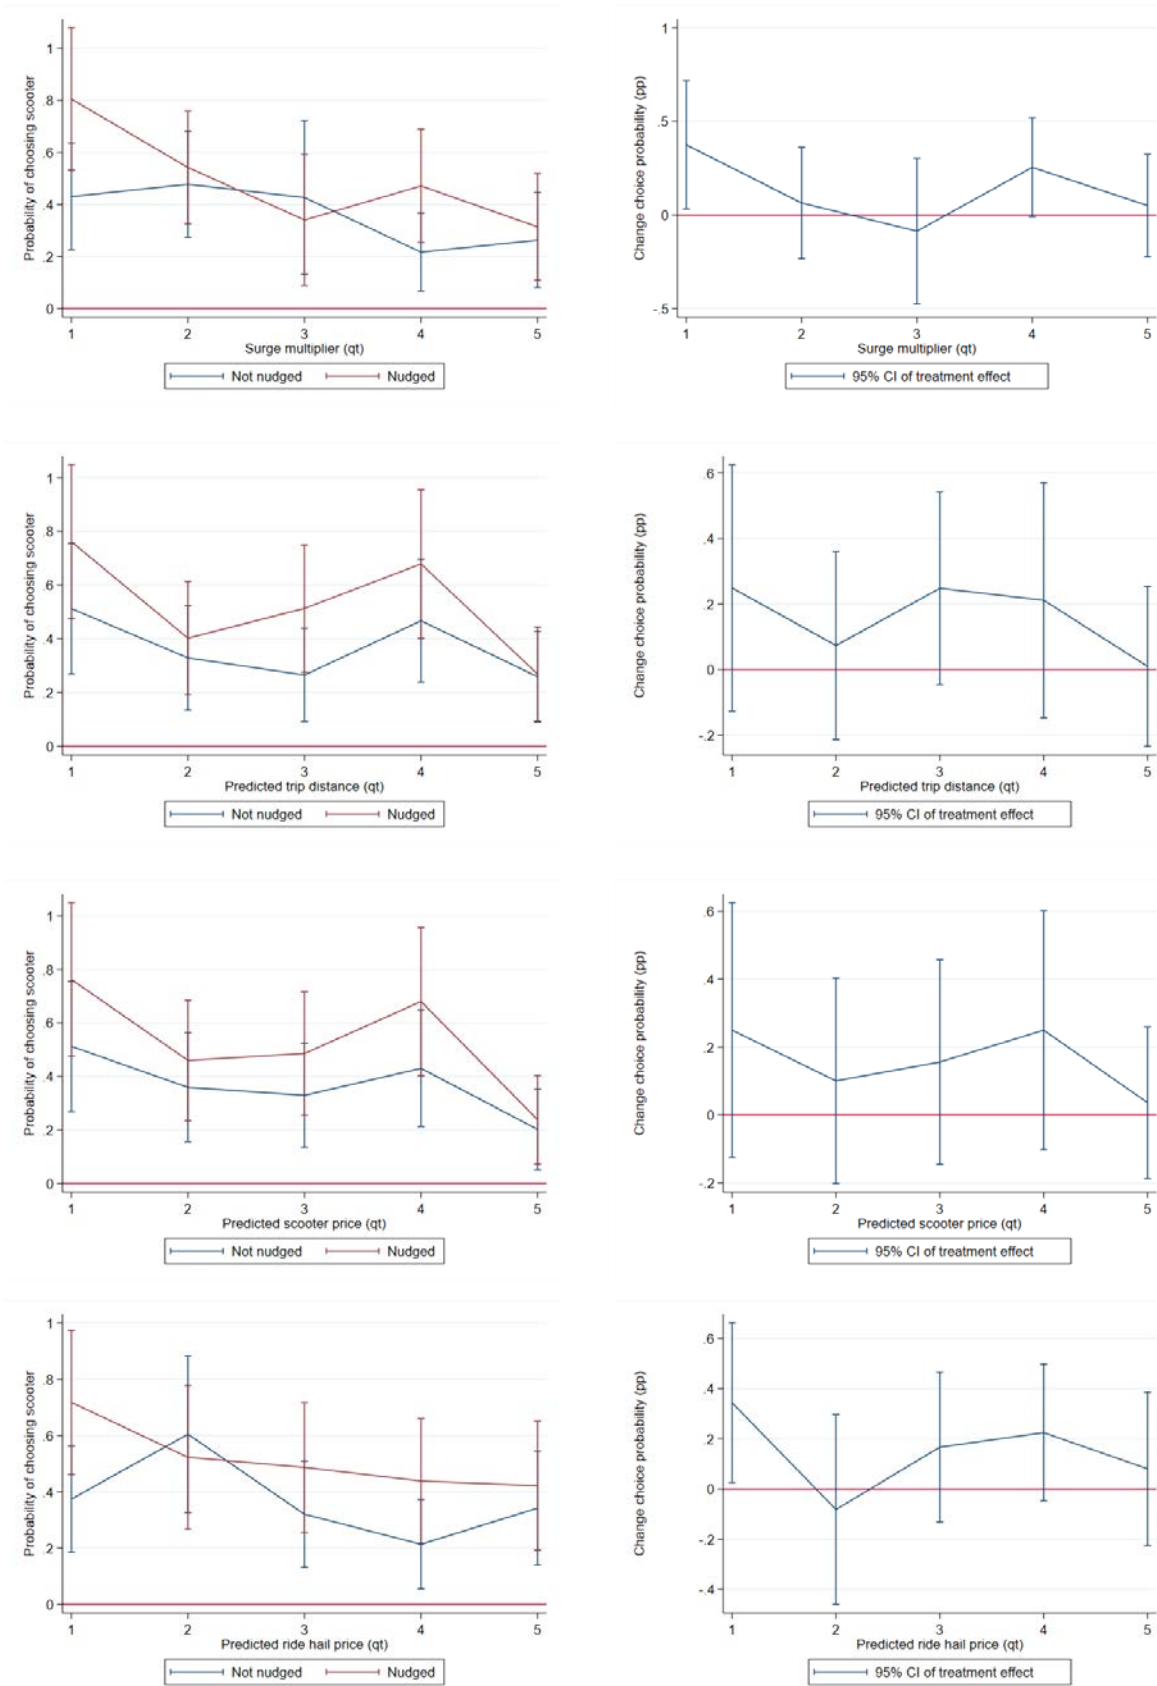 Probability of choosing scooter
1
.8
.6
.4
.2
0
1 2 3 4 5
Surge multiplier (qt)
Not nudged Nudged
Change choice probability (pp)
1
.5
0
-.5
1 2 3 4 5
Surge multiplier (qt)
95% CI of treatment effect
Probability of choosing scooter
1
.8
.6
.4
.2
0
1 2 3 4 5
Predicted trip distance (qt)
Not nudged Nudged
Change choice probability (pp)
.6
.4
.2
0
-.2
1 2 3 4 5
Predicted trip distance (qt)
95% CI of treatment effect
Probability of choosing scooter
1
.8
.6
.4
.2
0
1 2 3 4 5
Predicted scooter price (qt)
Not nudged Nudged
Change choice probability (pp)
.6
.4
.2
0
-.2
1 2 3 4 5
Predicted scooter price (qt)
95% CI of treatment effect
Probability of choosing scooter
1
.8
.6
.4
.2
0
1 2 3 4 5
Predicted ride hail price (qt)
Not nudged Nudged
Change choice probability (pp)
.6
.4
.2
0
-.2
-.4
1 2 3 4 5
Predicted ride hail price (qt)
95% CI of treatment effect